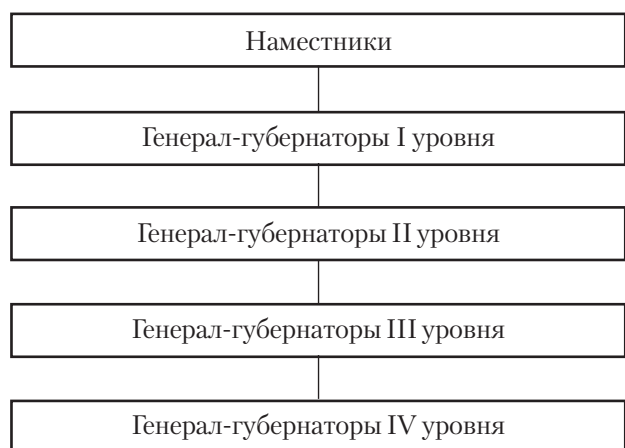 Наместники
Генерал-губернаторы I уровня
Генерал-губернаторы II уровня
Генерал-губернаторы III уровня
Генерал-губернаторы IV уровня